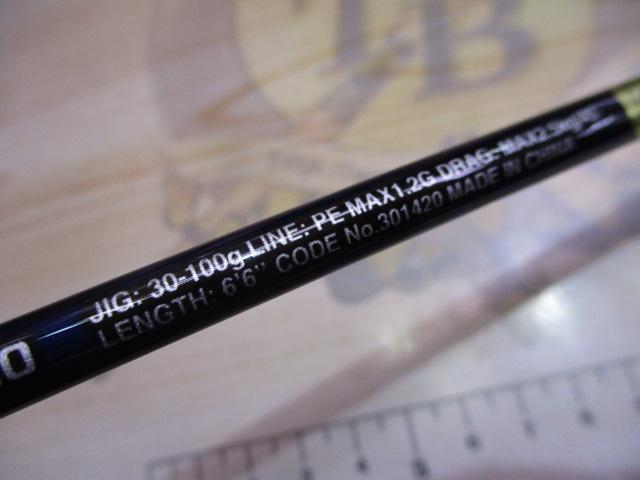 JIG: 30-100g LINE: PE MAX1.2G DRAG: MAX2.5kg
LENGTH: 6'6" CODE No.301420 MADE IN CHINA
TB